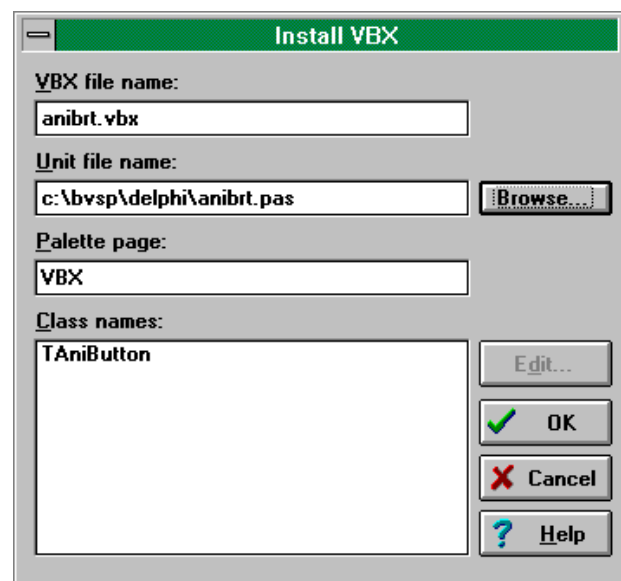 Install VBX
VBX file name:
anibrt.vbx
Unit file name:
c:\bvsp\delphi\anibrt.pas
Browse...
Palette page:
VBX
Class names:
TAniButton
Edit...
OK
Cancel
Help